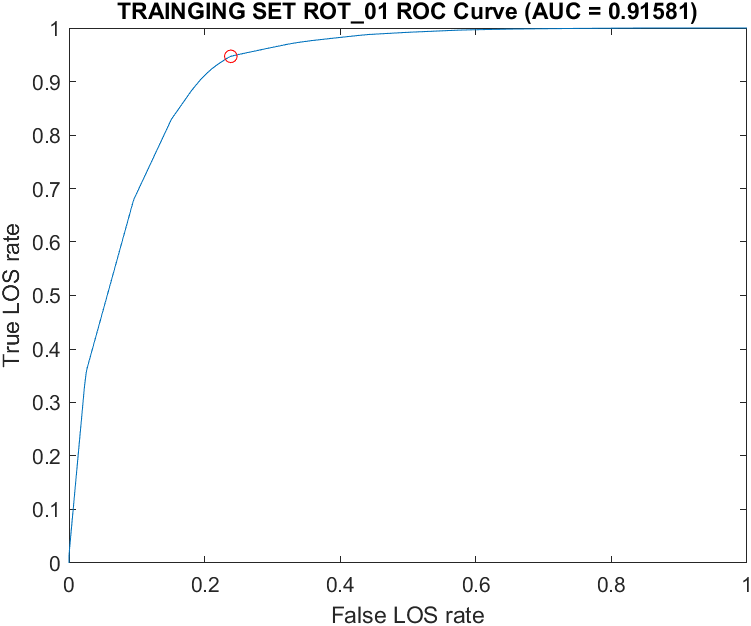 TRAINGING SET ROT_01 ROC Curve (AUC = 0.91581)
1
0.9
0.8
0.7
0.6
0.5
0.4
0.3
0.2
0.1
0
True LOS rate
0 0.2 0.4 0.6 0.8 1
False LOS rate